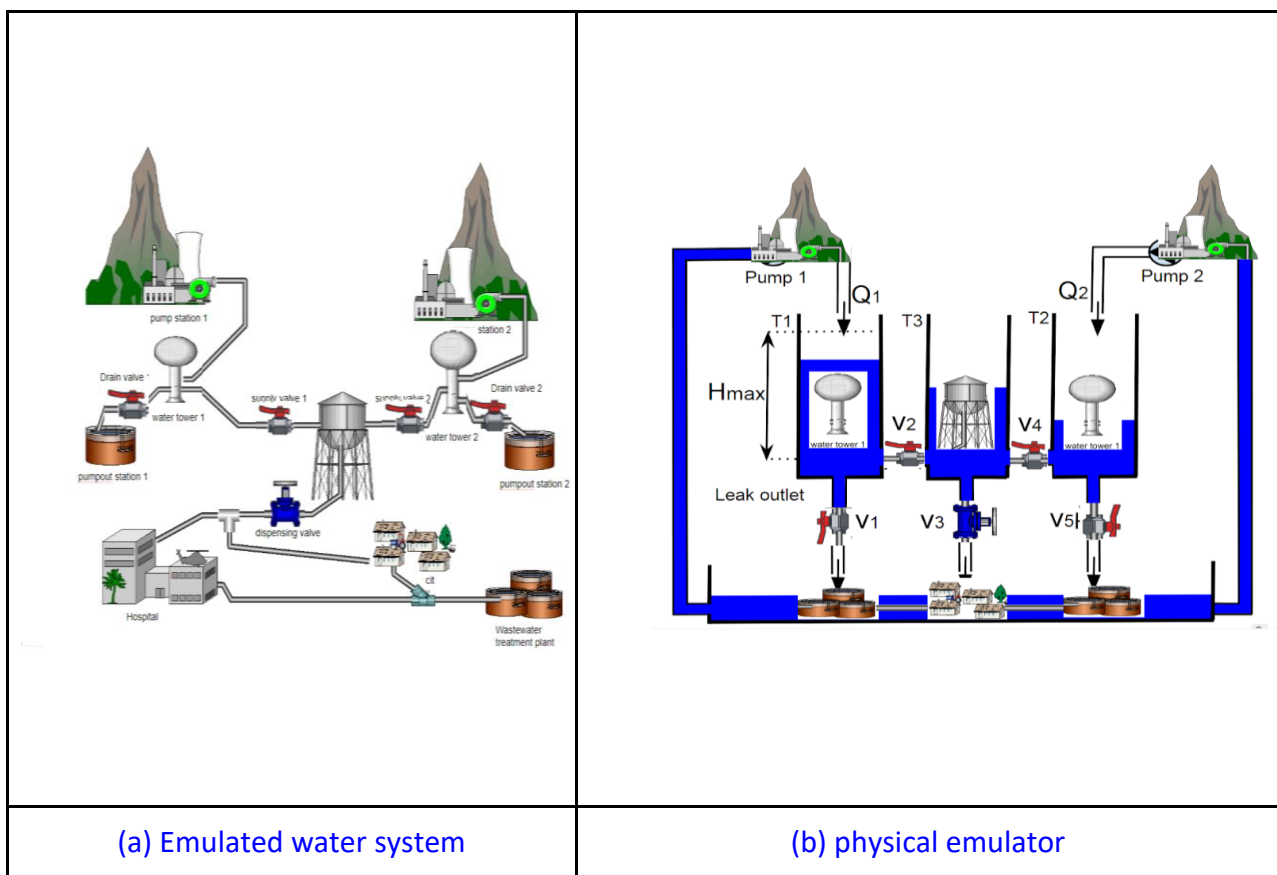 pump station 1
station 2
Drain valve
water tower 1
supply valve 1
supply valve 2
Drain valve 2
water tower 2
pumpout station 1
pumpout station 2
dispensing valve
cit
Hospital
Wastewater
treatment plant
(a) Emulated water system
Pump 1
Pump 2
Q1
Q2
T1
T3
T2
Hmax
water tower 1
V2
V4
water tower 1
Leak outlet
V1
V3
V5
(b) physical emulator